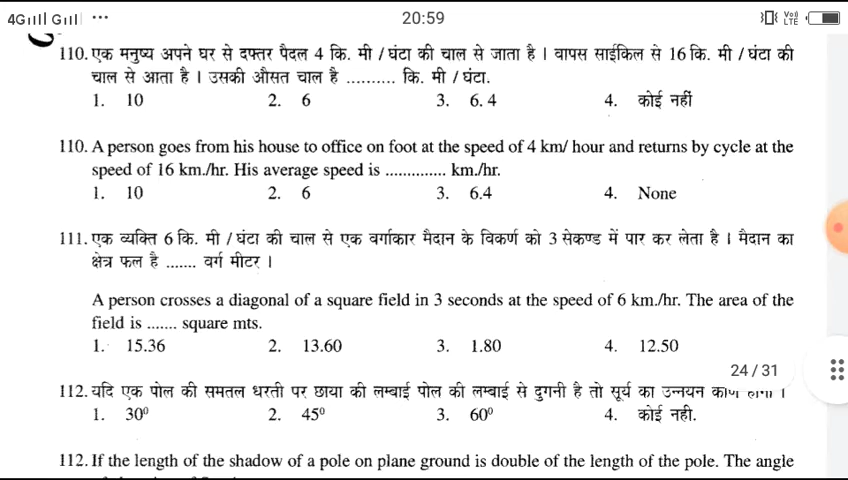 4G G ••• 20:59 Vo) LTE
110. एक मनुष्य अपने घर से दफ्तर पैदल 4 कि. मी / घंटा की चाल से जाता है । वापस साईकिल से 16 कि. मी / घंटा की
चाल से आता है । उसकी औसत चाल है .......... कि. मी / घंटा.
1. 10 2. 6 3. 6. 4 4. कोई नहीं
110. A person goes from his house to office on foot at the speed of 4 km/ hour and returns by cycle at the
speed of 16 km./hr. His average speed is .............. km./hr.
1. 10 2. 6 3. 6.4 4. None
111. एक व्यक्ति 6 कि. मी / घंटा की चाल से एक वर्गाकार मैदान के विकर्ण को 3 सेकण्ड में पार कर लेता है । मैदान का
क्षेत्र फल है ....... वर्ग मीटर ।
A person crosses a diagonal of a square field in 3 seconds at the speed of 6 km./hr. The area of the
field is ....... square mts.
1. 15.36 2. 13.60 3. 1.80 4. 12.50
24 / 31
112. यदि एक पोल की समतल धरती पर छाया की लम्बाई पोल की लम्बाई से दुगनी है तो सूर्य का उन्नयन
1. 30⁰ 2. 45⁰ 3. 60⁰ 4. कोई नही.
112. If the length of the shadow of a pole on plane ground is double of the length of the pole. The angle